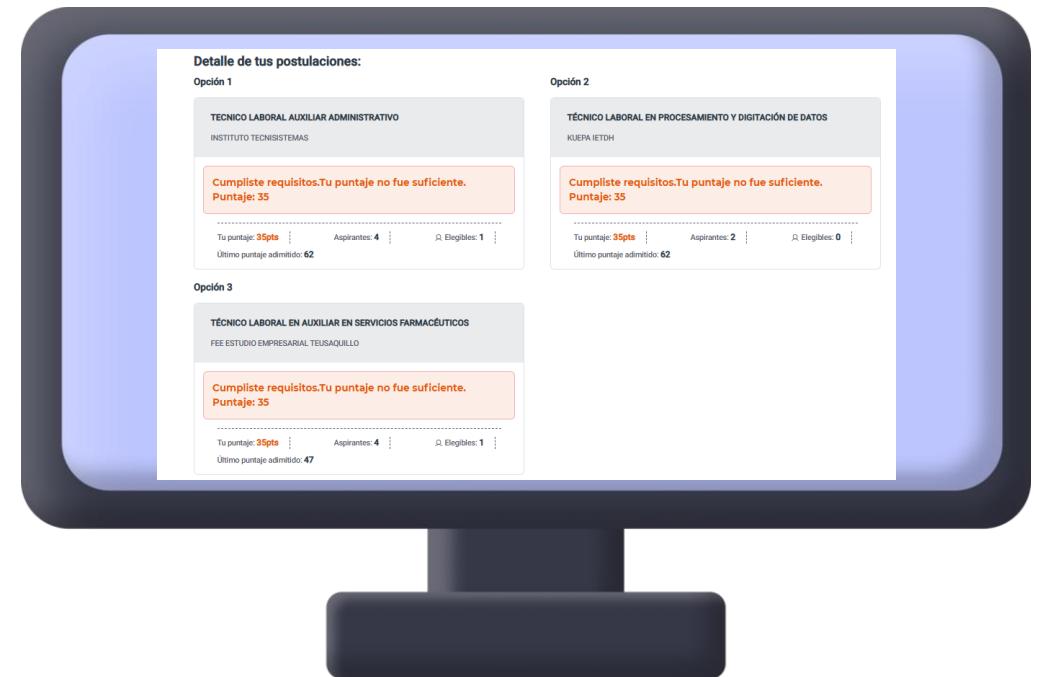 Detalle de tus postulaciones:
Opción 1
TECNICO LABORAL AUXILIAR ADMINISTRATIVO
INSTITUTO TECNISISTEMAS
Cumpliste requisitos.Tu puntaje no fue suficiente.
Puntaje: 35
Tu puntaje: 35pts Aspirantes: 4 Elegibles: 1
Último puntaje adimitido: 62
Opción 2
TÉCNICO LABORAL EN PROCESAMIENTO Y DIGITACIÓN DE DATOS
KUEPA IETDH
Cumpliste requisitos.Tu puntaje no fue suficiente.
Puntaje: 35
Tu puntaje: 35pts Aspirantes: 2 Elegibles: 0
Último puntaje adimitido: 62
Opción 3
TÉCNICO LABORAL EN AUXILIAR EN SERVICIOS FARMACÉUTICOS
FEE ESTUDIO EMPRESARIAL TEUSAQUILLO
Cumpliste requisitos.Tu puntaje no fue suficiente.
Puntaje: 35
Tu puntaje: 35pts Aspirantes: 4 Elegibles: 1
Último puntaje adimitido: 47